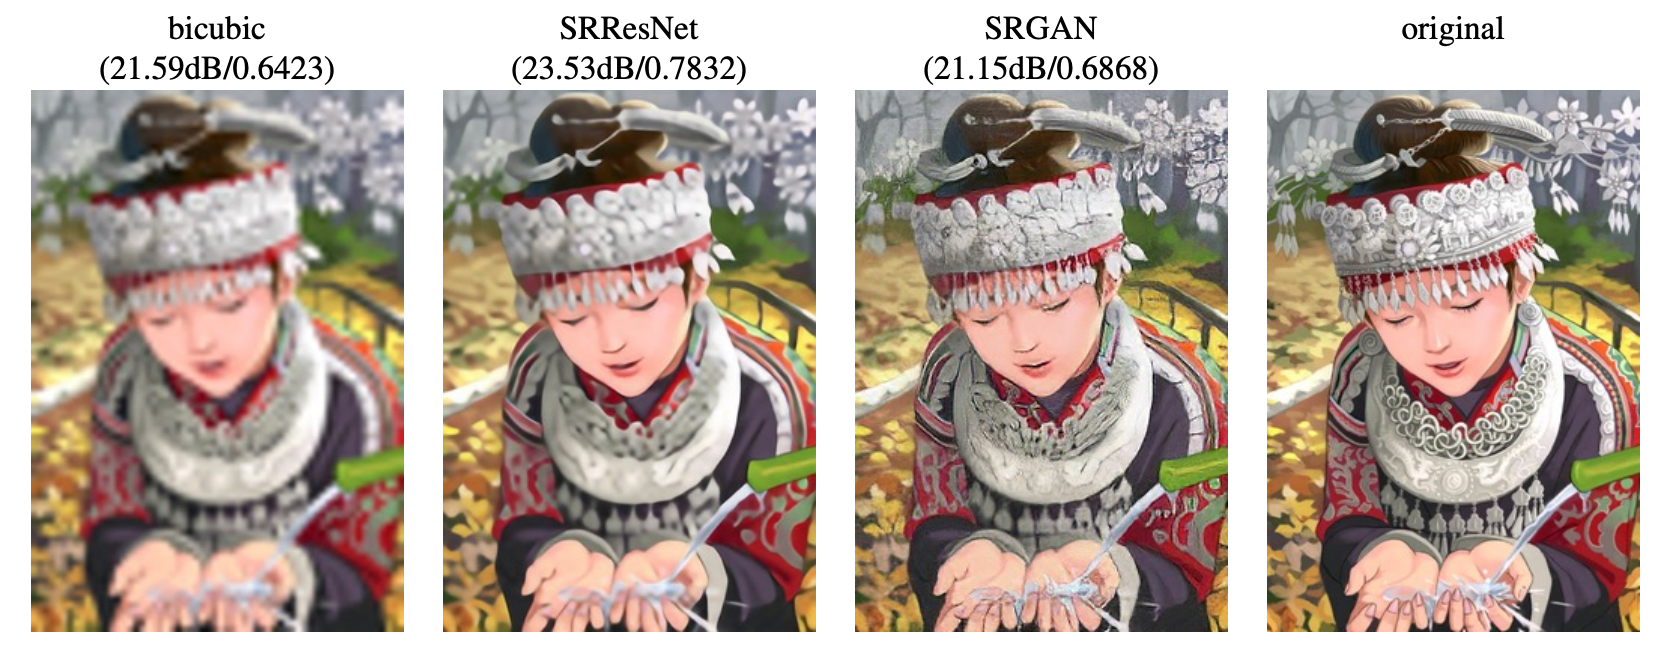 bicubic
(21.59dB/0.6423)
SRResNet
(23.53dB/0.7832)
SRGAN
(21.15dB/0.6868)
original